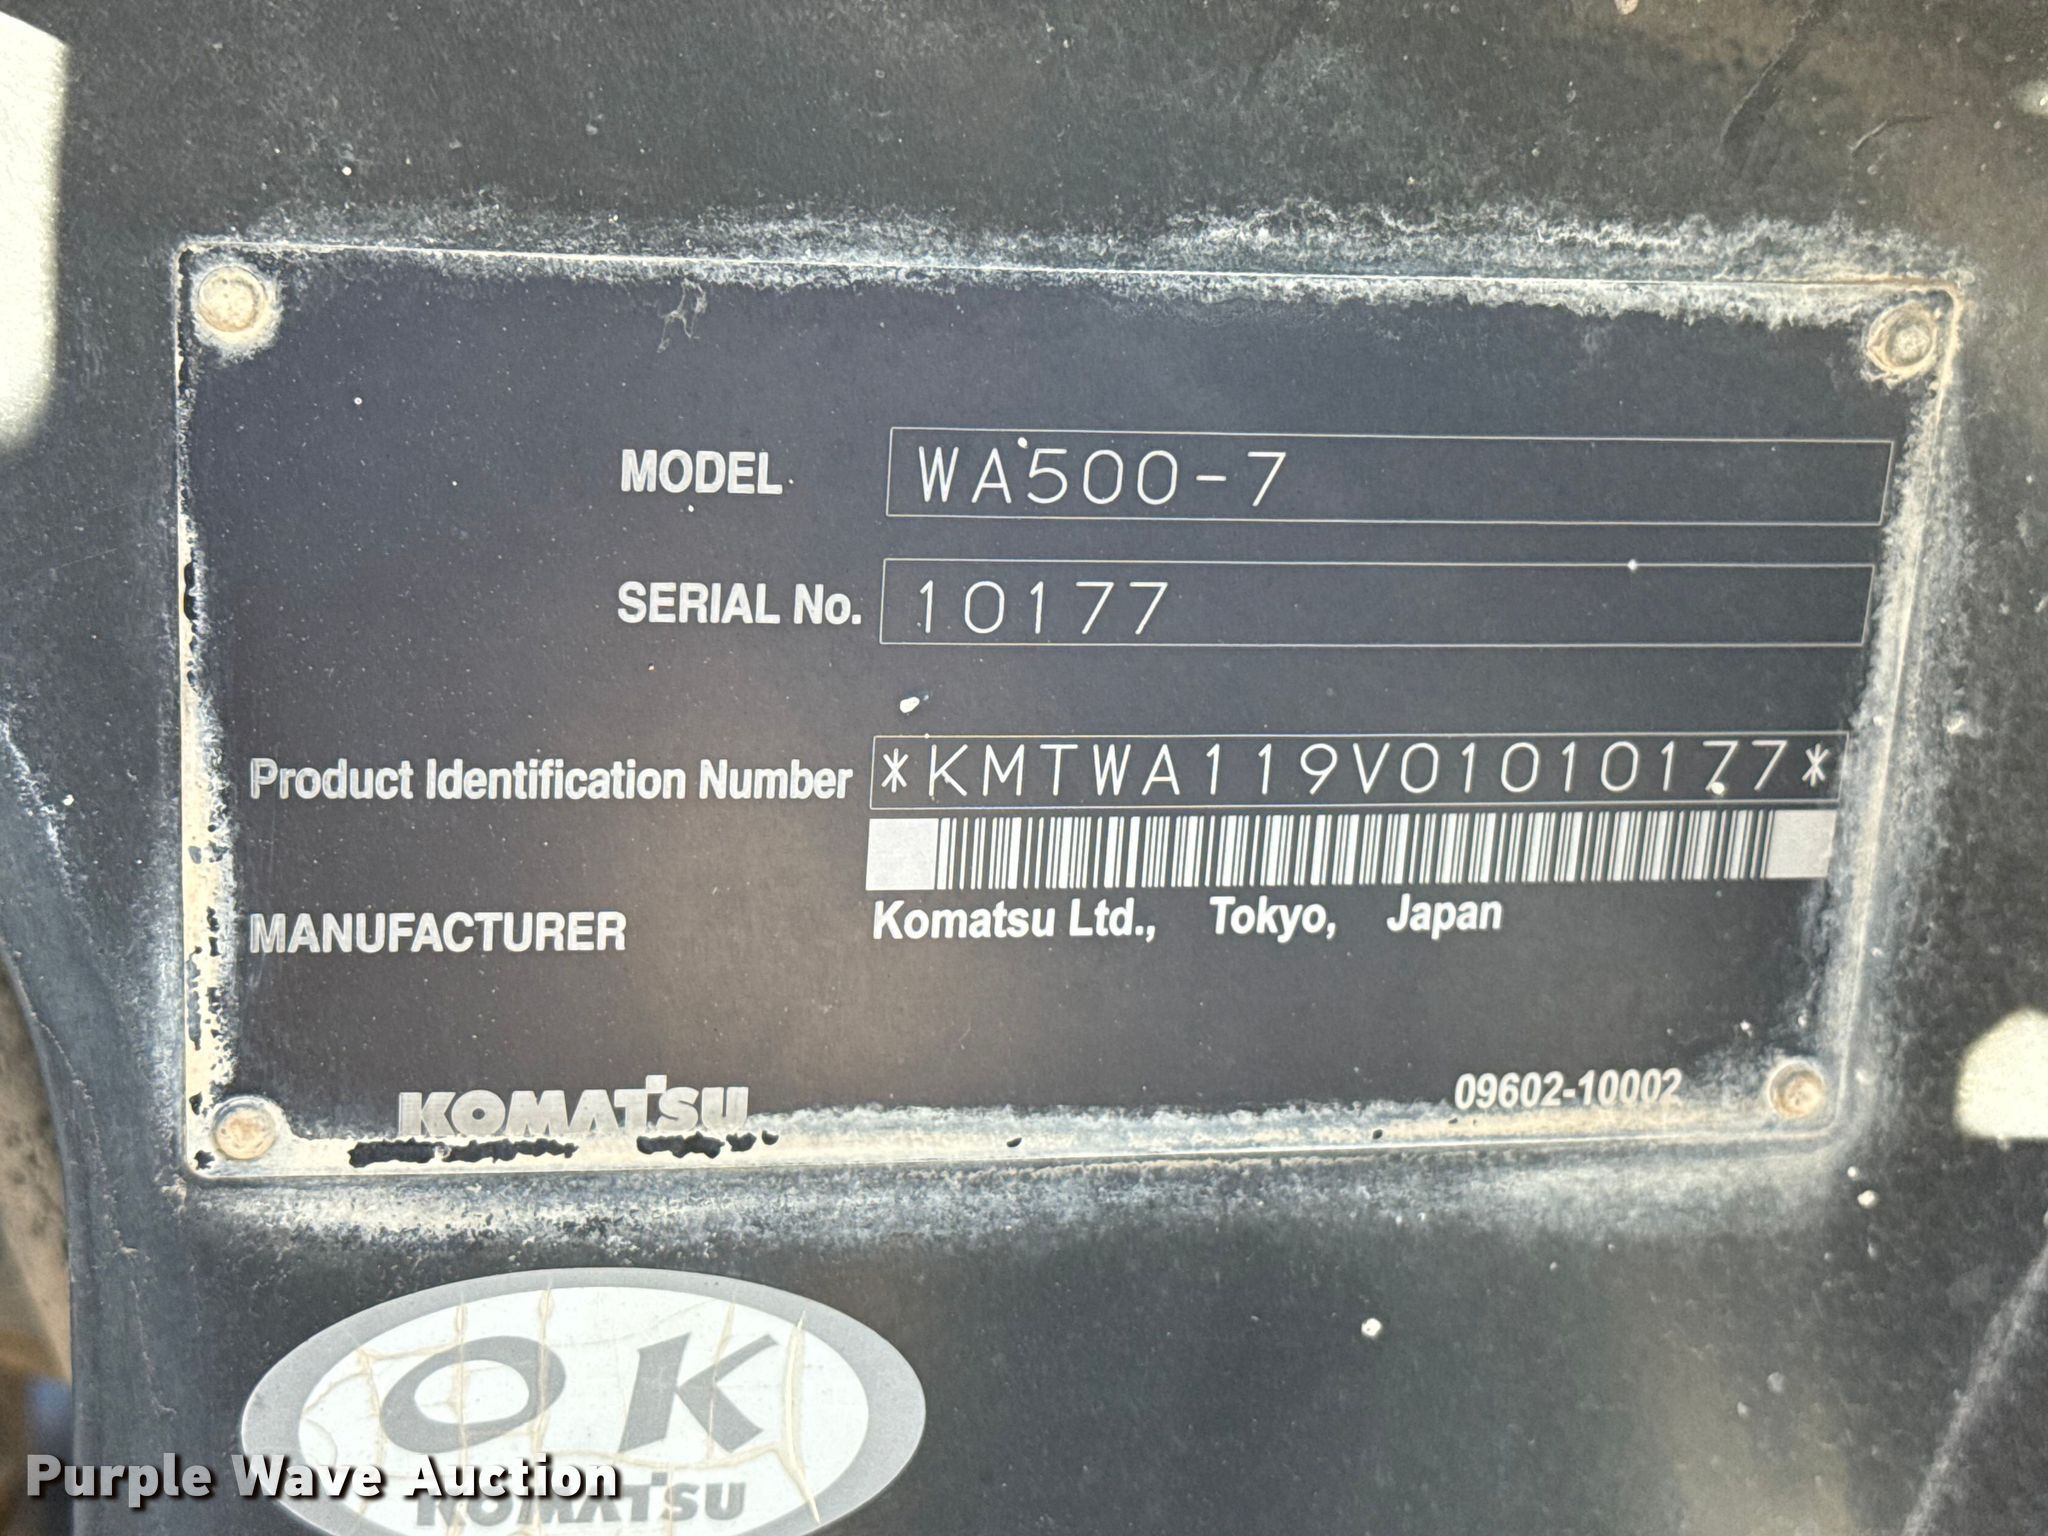 MODEL WA500-7
SERIAL No. 10177
Product Identification Number *KMTWA119V01010177*
MANUFACTURER Komatsu Ltd., Tokyo, Japan
KOMATSU 09602-10002
OK
KOMATSU
Purple Wave Auction